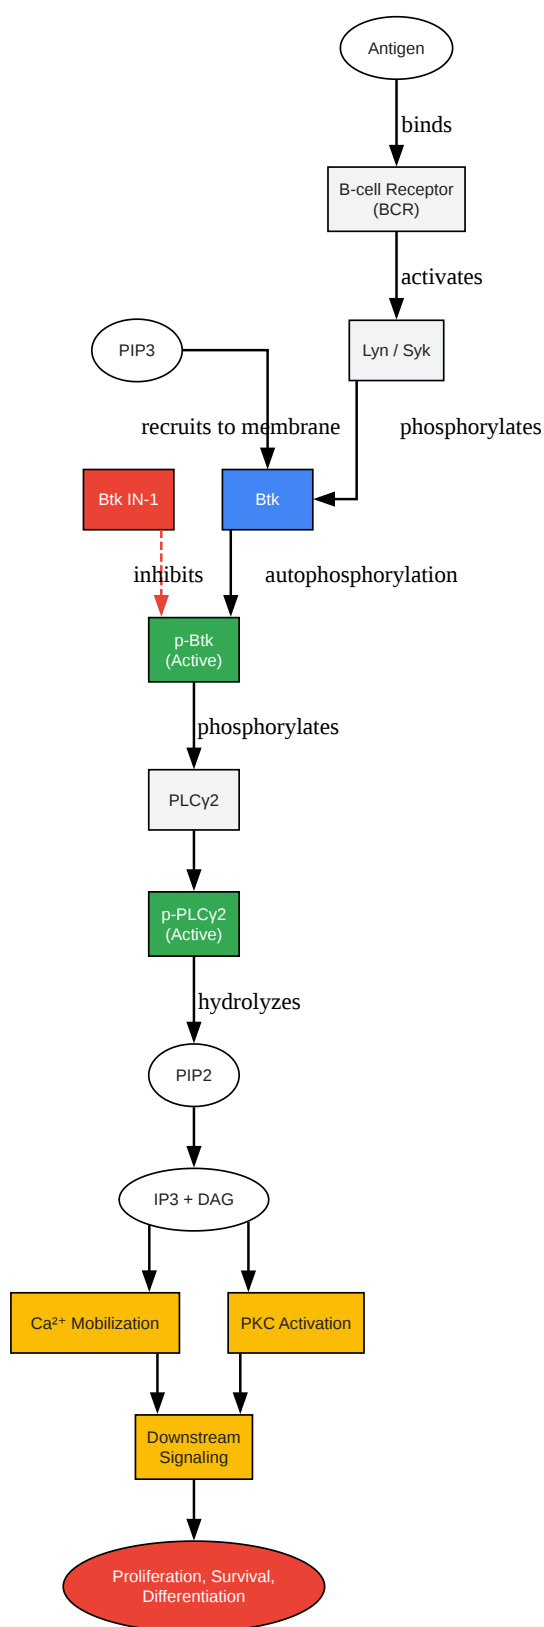 Antigen
binds
B-cell Receptor
(BCR)
activates
PIP3
Lyn / Syk
recruits to membrane
phosphorylates
Btk IN-1
Btk
inhibits
autophosphorylation
p-Btk
(Active)
phosphorylates
PLCγ2
p-PLCγ2
(Active)
hydrolyzes
PIP2
IP3 + DAG
Ca²⁺ Mobilization
PKC Activation
Downstream
Signaling
Proliferation, Survival,
Differentiation